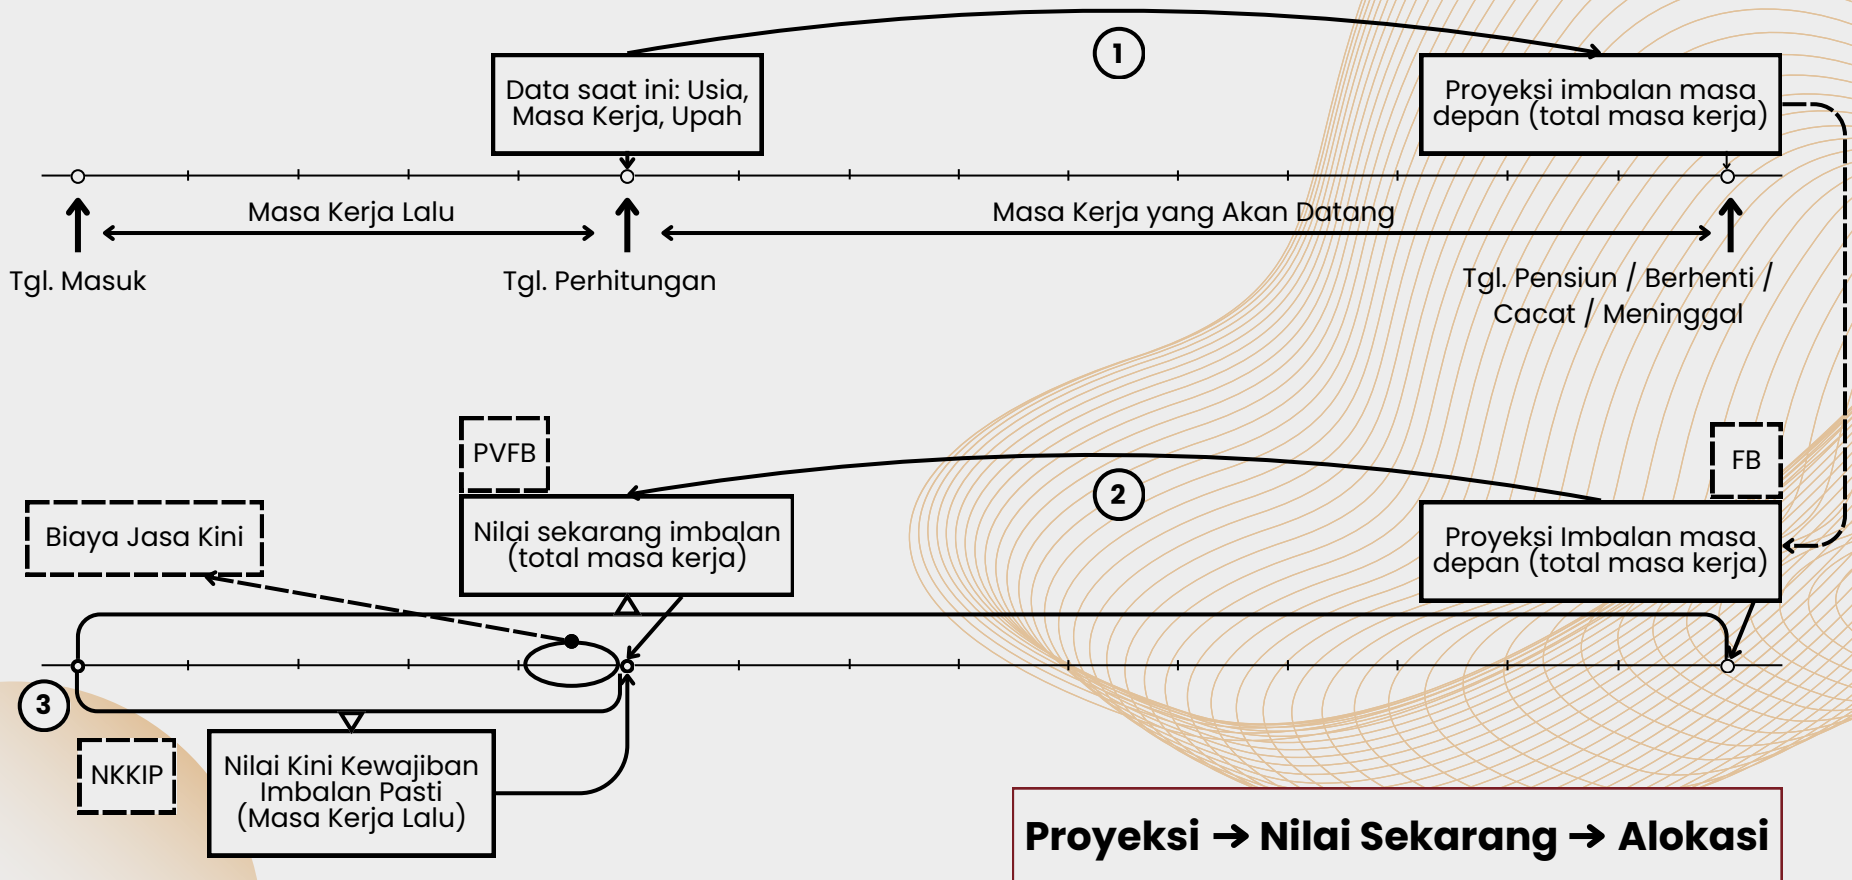 1
Data saat ini: Usia,
Masa Kerja, Upah
Proyeksi imbalan masa
depan (total masa kerja)
Masa Kerja Lalu
Masa Kerja yang Akan Datang
Tgl. Masuk
Tgl. Perhitungan
Tgl. Pensiun / Berhenti /
Cacat / Meninggal
PVFB
FB
2
Biaya Jasa Kini
Nilai sekarang imbalan
(total masa kerja)
Proyeksi Imbalan masa
depan (total masa kerja)
3
NKKIP
Nilai Kini Kewajiban
Imbalan Pasti
(Masa Kerja Lalu)
Proyeksi → Nilai Sekarang → Alokasi